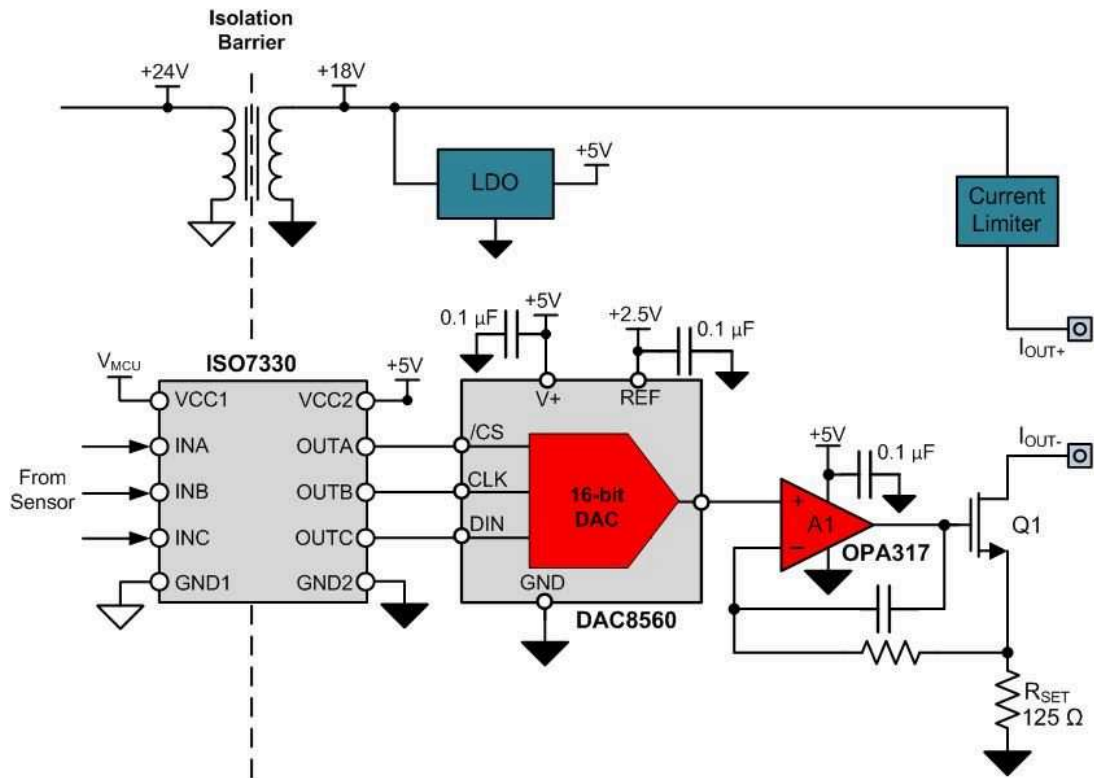 Isolation
Barrier
+24V
+18V
+5V
LDO
Current
Limiter
0.1 µF
+5V
+2.5V
0.1 µF
IOUT+
VMCU
ISO7330
+5V
VCC1
VCC2
V+
REF
INA
OUTA
/CS
IOUT-
+5V
0.1 µF
From
Sensor
INB
OUTB
CLK
16-bit
DAC
+
A1
−
Q1
INC
OUTC
DIN
OPA317
GND1
GND2
GND
DAC8560
RSET
125 Ω